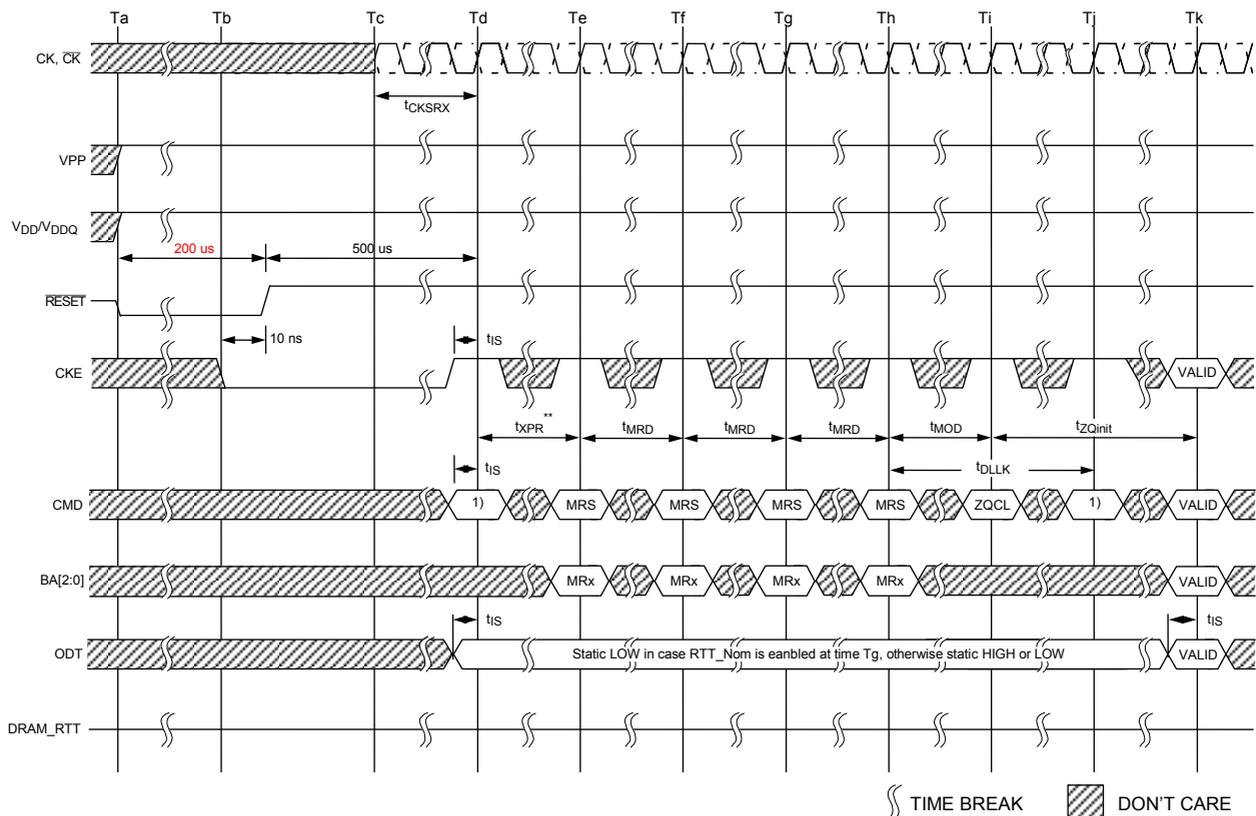 Ta Tb Tc Td Te Tf Tg Th Ti Tj Tk
CK, CK
tCKSRX
VPP
VDD/VDDQ
200 us 500 us
RESET
10 ns tIS
CKE VALID
tXPR** tMRD tMRD tMRD tMOD tZQinit
tIS tDLLK
CMD 1) MRS MRS MRS MRS ZQCL 1) VALID
BA[2:0] MRx MRx MRx MRx VALID
tIS tIS
ODT Static LOW in case RTT_Nom is eanbled at time Tg, otherwise static HIGH or LOW VALID
DRAM_RTT
TIME BREAK DON'T CARE